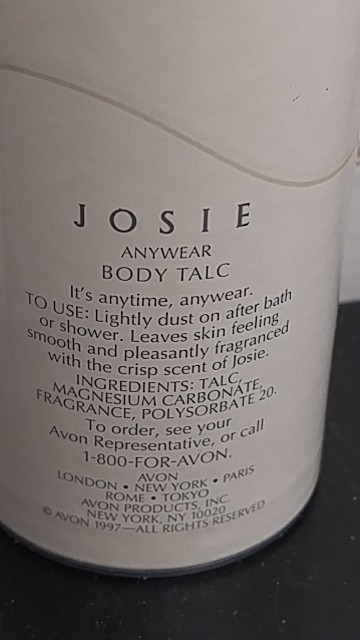 JOSIE
ANYWEAR
BODY TALC
It's anytime, anywear.
TO USE: Lightly dust on after bath
or shower. Leaves skin feeling
smooth and pleasantly fragranced
with the crisp scent of Josie.
INGREDIENTS: TALC,
MAGNESIUM CARBONATE,
FRAGRANCE, POLYSORBATE 20.
To order, see your
Avon Representative, or call
1-800-FOR-AVON.
AVON
LONDON • NEW YORK • PARIS
ROME • TOKYO
AVON PRODUCTS, INC.
NEW YORK, NY 10020
© AVON 1997—ALL RIGHTS RESERVED